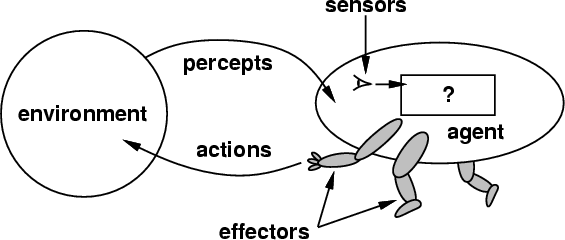 sensors
percepts
environment
?
agent
actions
effectors